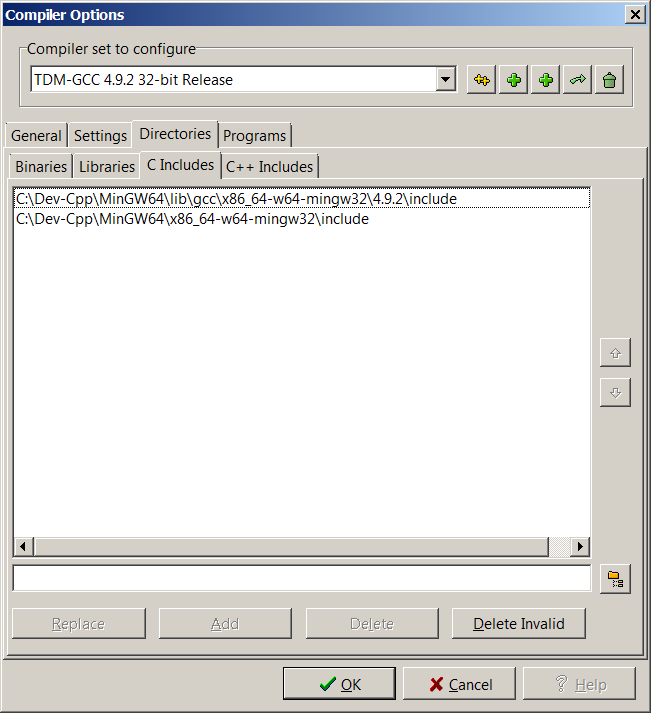 Compiler Options
Compiler set to configure
TDM-GCC 4.9.2 32-bit Release
General Settings Directories Programs
Binaries Libraries C Includes C++ Includes
C:\Dev-Cpp\MinGW64\lib\gcc\x86_64-w64-mingw32\4.9.2\include
C:\Dev-Cpp\MinGW64\x86_64-w64-mingw32\include
Replace Add Delete Delete Invalid
OK Cancel Help